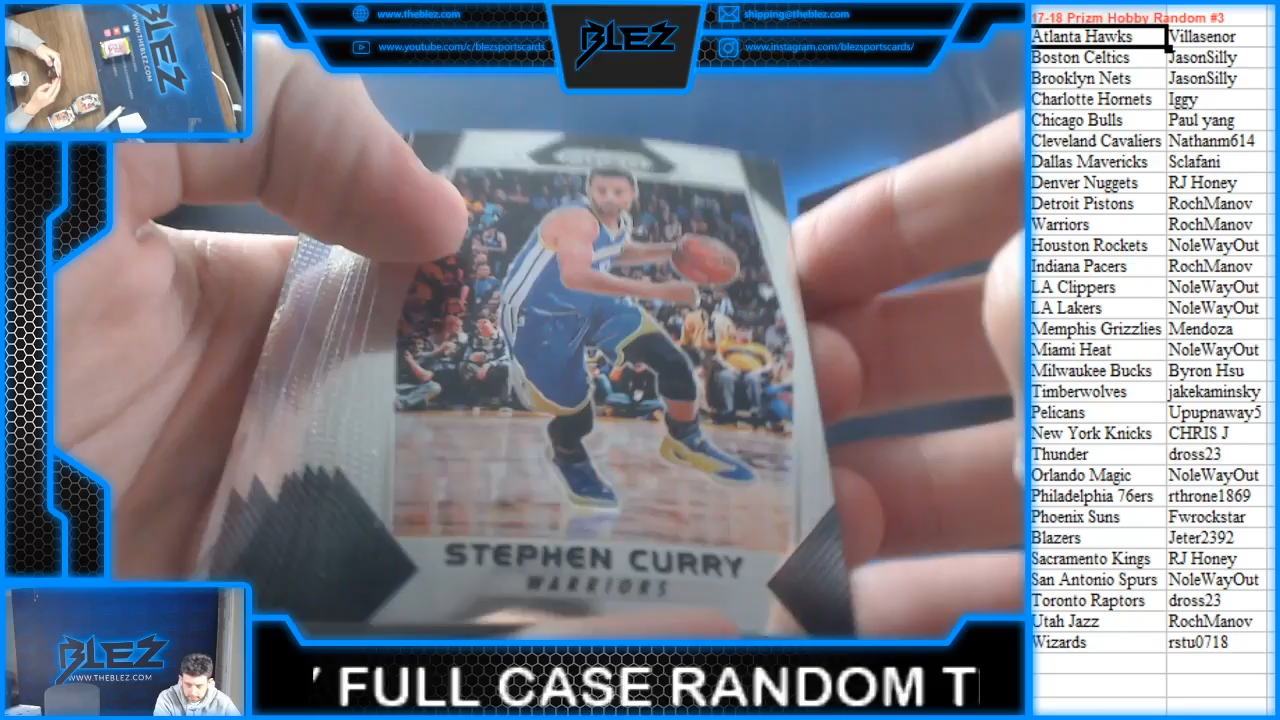 www.theblez.com
shipping@theblez.com
www.youtube.com/c/blezsportscards
www.instagram.com/blezsportscards/
BLEZ
17-18 Prizm Hobby Random #3
Atlanta Hawks Villasenor
Boston Celtics JasonSilly
Brooklyn Nets JasonSilly
Charlotte Hornets Iggy
Chicago Bulls Paul yang
Cleveland Cavaliers Nathanm614
Dallas Mavericks Sclafani
Denver Nuggets RJ Honey
Detroit Pistons RochManov
Warriors RochManov
Houston Rockets NoleWayOut
Indiana Pacers RochManov
LA Clippers NoleWayOut
LA Lakers NoleWayOut
Memphis Grizzlies Mendoza
Miami Heat NoleWayOut
Milwaukee Bucks Byron Hsu
Timberwolves jakekaminsky
Pelicans Upupnaway5
New York Knicks CHRIS J
Thunder dross23
Orlando Magic NoleWayOut
Philadelphia 76ers rthrone1869
Phoenix Suns Fwrockstar
Blazers Jeter2392
Sacramento Kings RJ Honey
San Antonio Spurs NoleWayOut
Toronto Raptors dross23
Utah Jazz RochManov
Wizards rstu0718
STEPHEN CURRY
WARRIORS
BLEZ
WWW.THEBLEZ.COM
FULL CASE RANDOM T